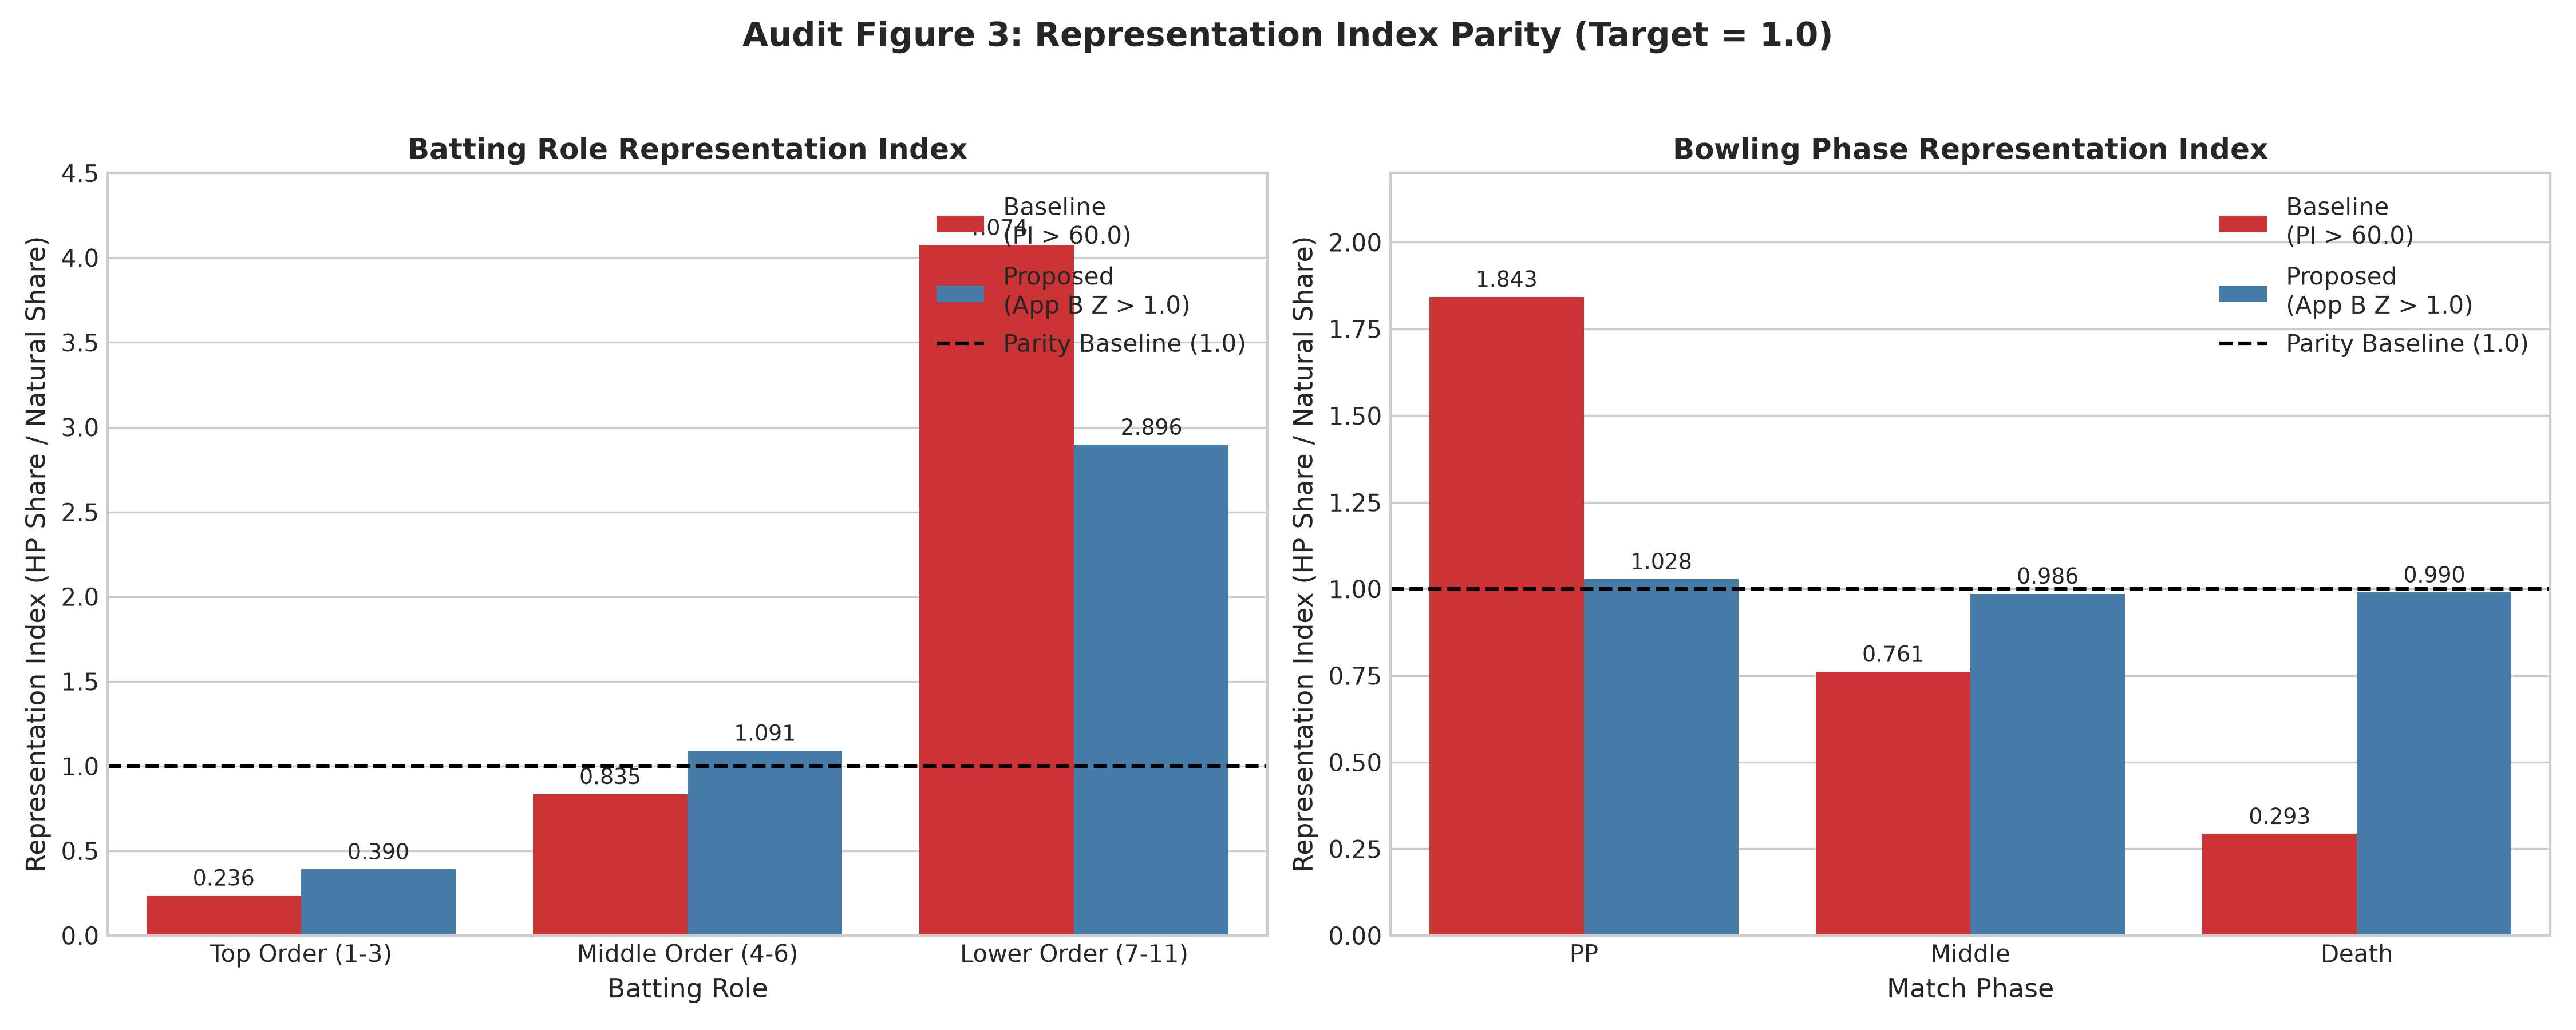 Audit Figure 3: Representation Index Parity (Target = 1.0)
Batting Role Representation Index
Representation Index (HP Share / Natural Share)
4.5
4.0
3.5
3.0
2.5
2.0
1.5
1.0
0.5
0.0
Baseline
(PI > 60.0)
Proposed
(App B Z > 1.0)
Parity Baseline (1.0)
.074
2.896
1.091
0.835
0.390
0.236
Top Order (1-3)
Middle Order (4-6)
Lower Order (7-11)
Batting Role
Bowling Phase Representation Index
Representation Index (HP Share / Natural Share)
2.00
1.75
1.50
1.25
1.00
0.75
0.50
0.25
0.00
Baseline
(PI > 60.0)
Proposed
(App B Z > 1.0)
Parity Baseline (1.0)
1.843
1.028
0.761
0.986
0.293
0.990
PP
Middle
Death
Match Phase